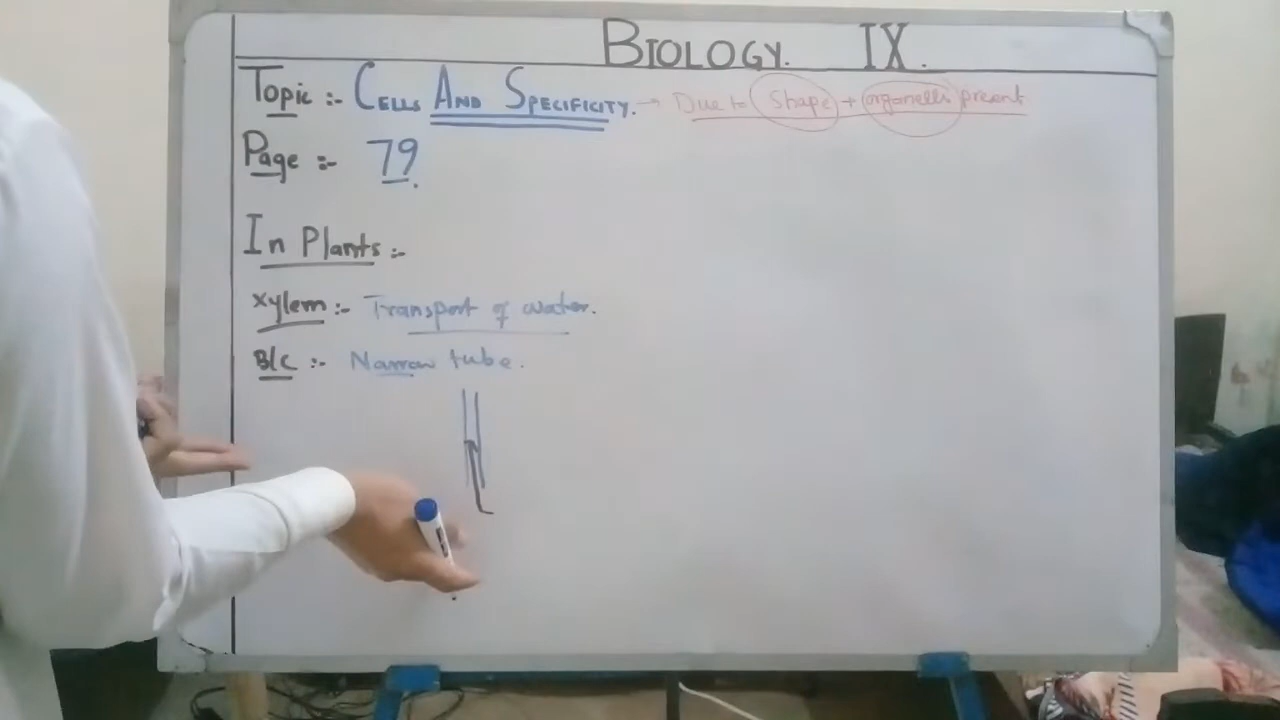 BIOLOGY. IX.
Topic :- CELLS AND SPECIFICITY. → Due to Shape + organells present
Page :- 79.
In Plants :-
Xylem :- Transport of water.
B/C :- Narrow tube.